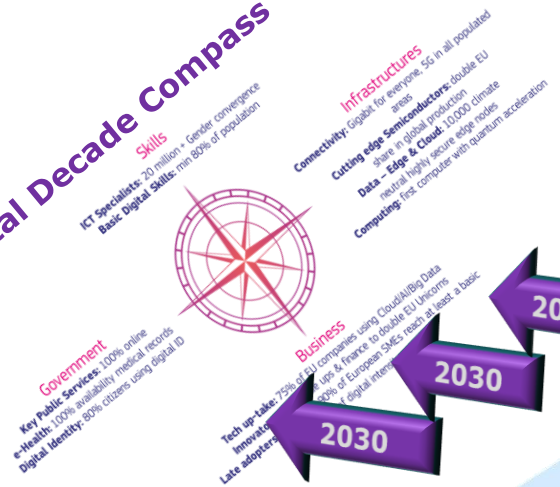 al Decade Compass
Skills
ICT Specialists: 20 million + Gender convergence
Basic Digital Skills: min 80% of population
Infrastructures
Connectivity: Gigabit for everyone, 5G in all populated
areas
Cutting edge Semiconductors: double EU
share in global production
Data – Edge & Cloud: 10.000 climate
neutral highly secure edge nodes
Computing: first computer with quantum acceleration
Government
Key Public Services: 100% online
e-Health: 100% availability medical records
Digital Identity: 80% citizens using digital ID
Business
Tech up-take: 75% of EU companies using Cloud/AI/Big Data
ups & finance to double EU Unicorns
Late adopters 90% of European SMEs reach at least a basic
of digital
20
2030
2030